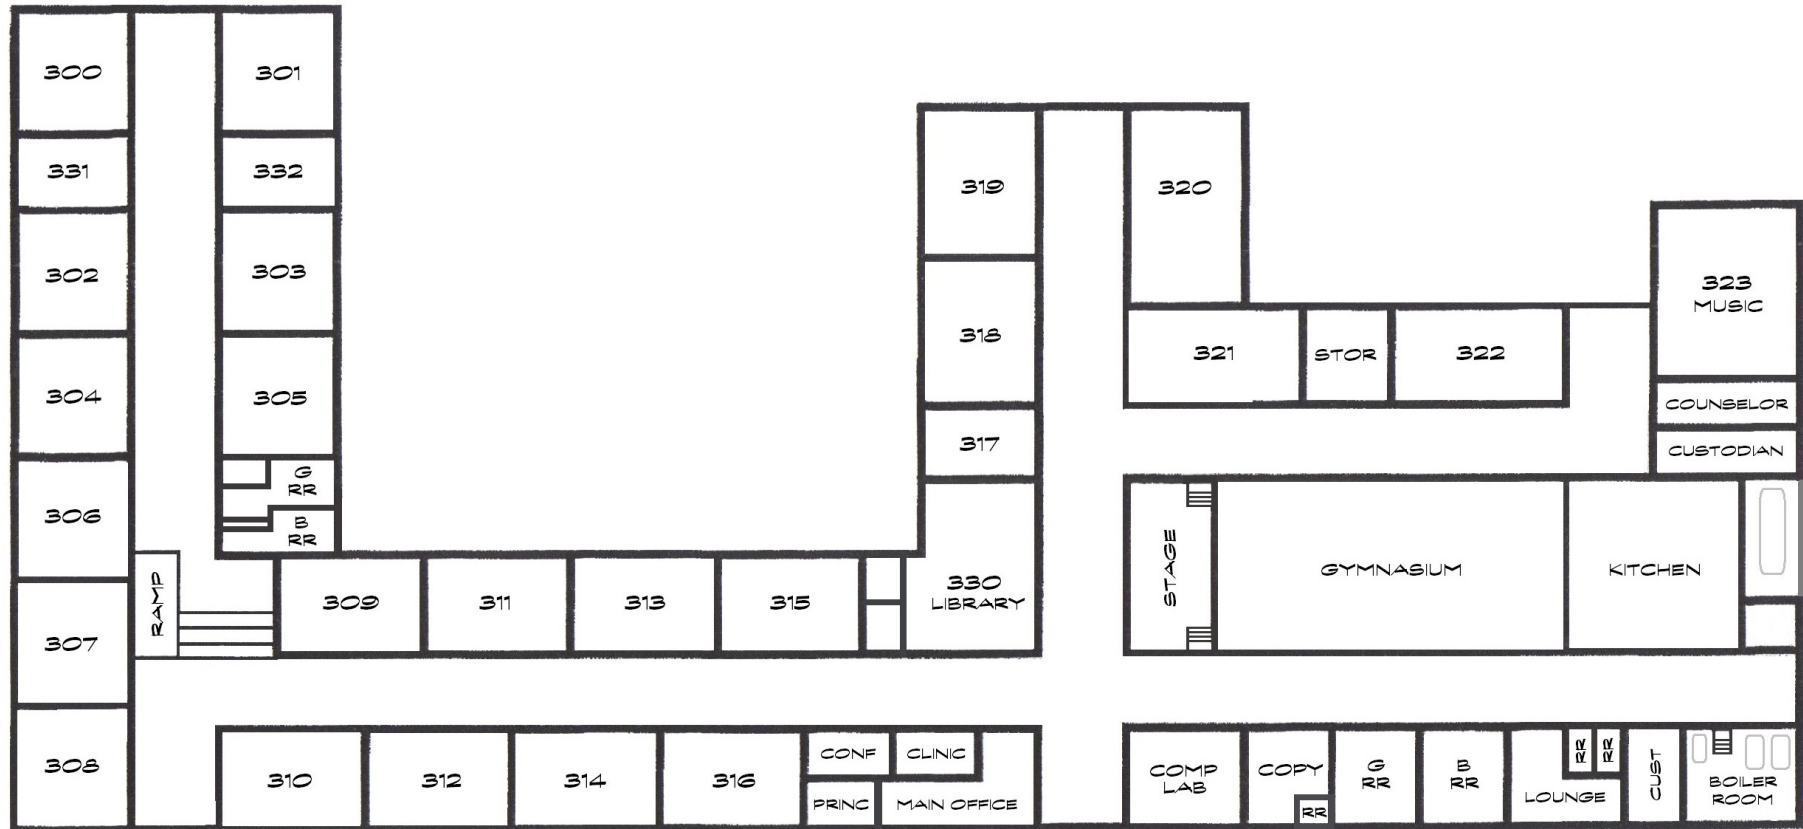 300
301
331
332
302
303
304
305
306
G
RR
B
RR
307
RAMP
308
309
311
313
315
330
LIBRARY
317
318
319
320
321
STOR
322
323
MUSIC
COUNSELOR
CUSTODIAN
STAGE
GYMNASIUM
KITCHEN
310
312
314
316
CONF
CLINIC
PRINC
MAIN OFFICE
COMP
LAB
COPY
RR
G
RR
B
RR
LOUNGE
RR
RR
CUST
BOILER
ROOM